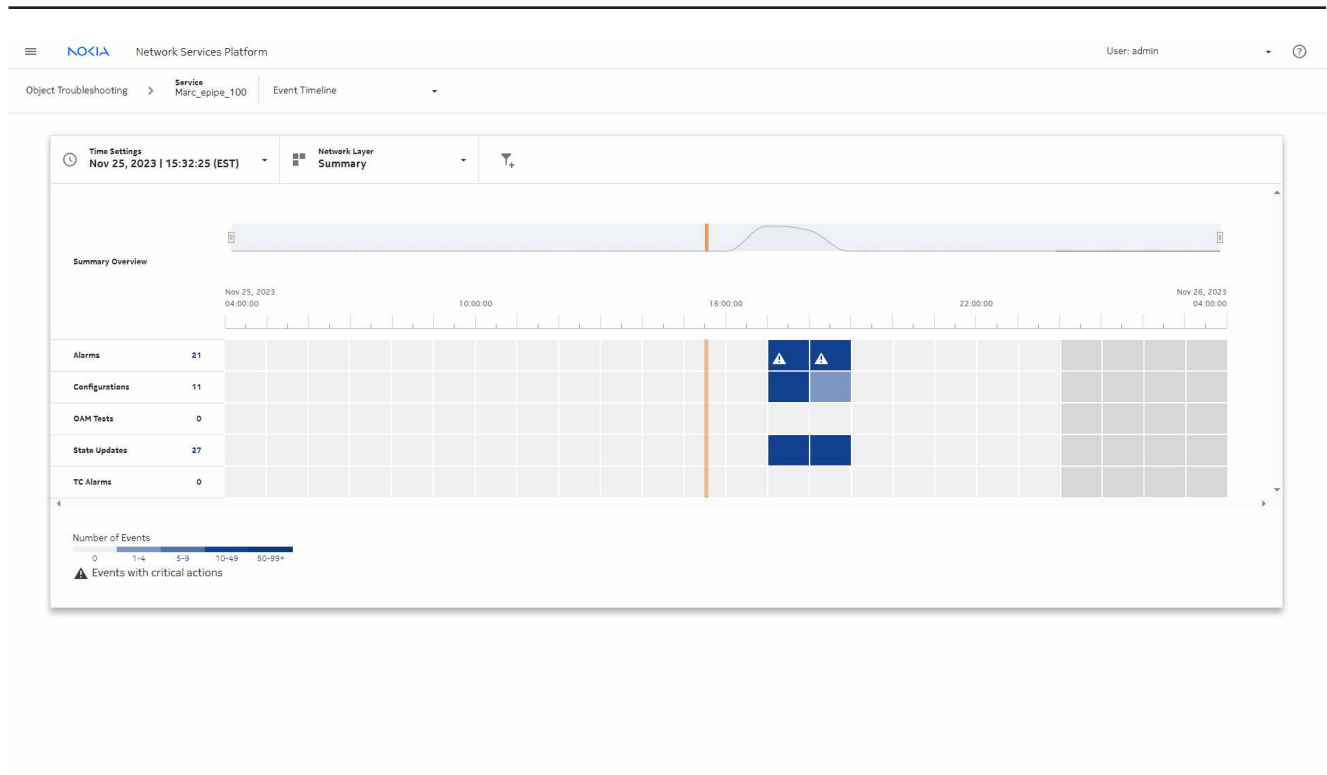 NOKIA Network Services Platform User: admin
Object Troubleshooting > Service Event Timeline
Marc_epipe_100
Time Settings Network Layer
Nov 25, 2023 | 15:32:25 (EST) Summary
Summary Overview
Nov 25, 2023 Nov 26, 2023
04:00:00 10:00:00 16:00:00 22:00:00 04:00:00
Alarms 21
Configurations 11
OAM Tests 0
State Updates 27
TC Alarms 0
Number of Events
0 1-4 5-9 10-49 50-99+
Events with critical actions